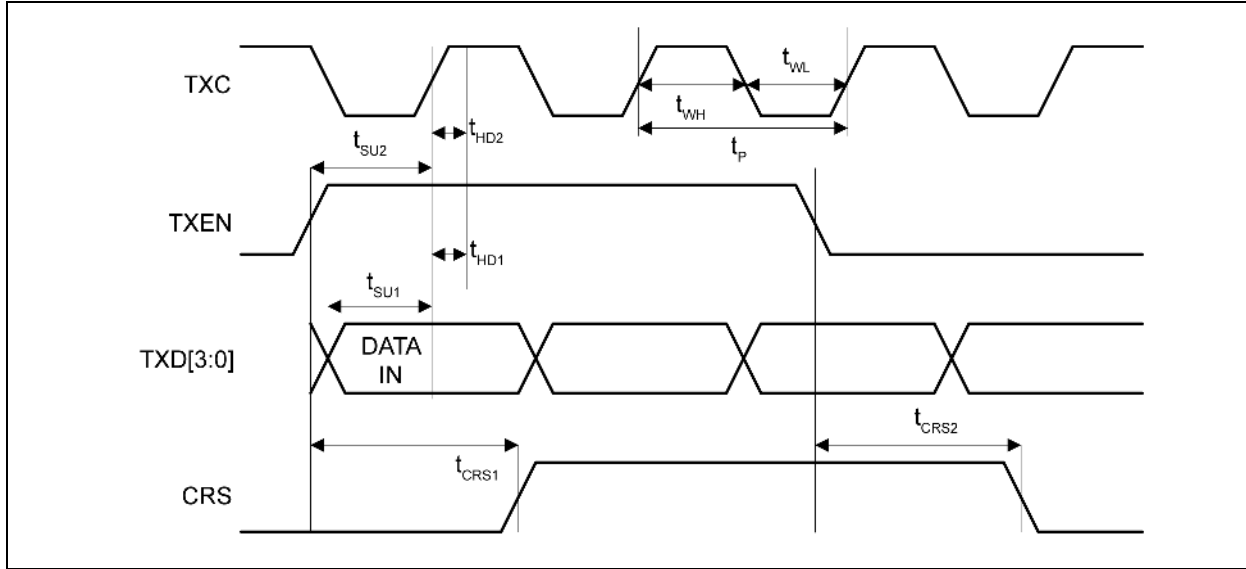 TXC
t_WL
t_WH
t_HD2
t_SU2
t_P
TXEN
t_HD1
t_SU1
TXD[3:0]
DATA
IN
t_CRS2
t_CRS1
CRS